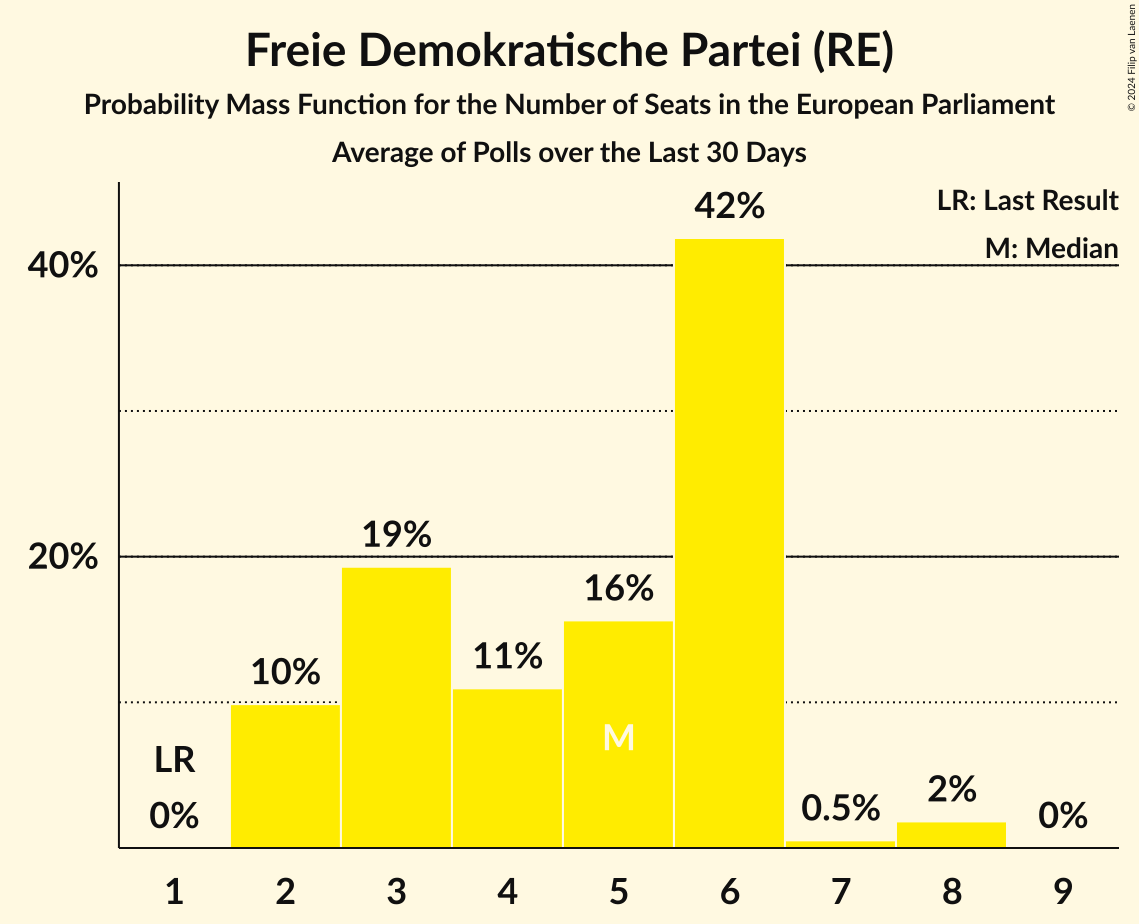 Freie Demokratische Partei (RE)
Probability Mass Function for the Number of Seats in the European Parliament
Average of Polls over the Last 30 Days
© 2024 Filip van Laenen
LR: Last Result
M: Median
40%
20%
LR
0%
10%
19%
11%
16%
M
42%
0.5%
2%
0%
1 2 3 4 5 6 7 8 9